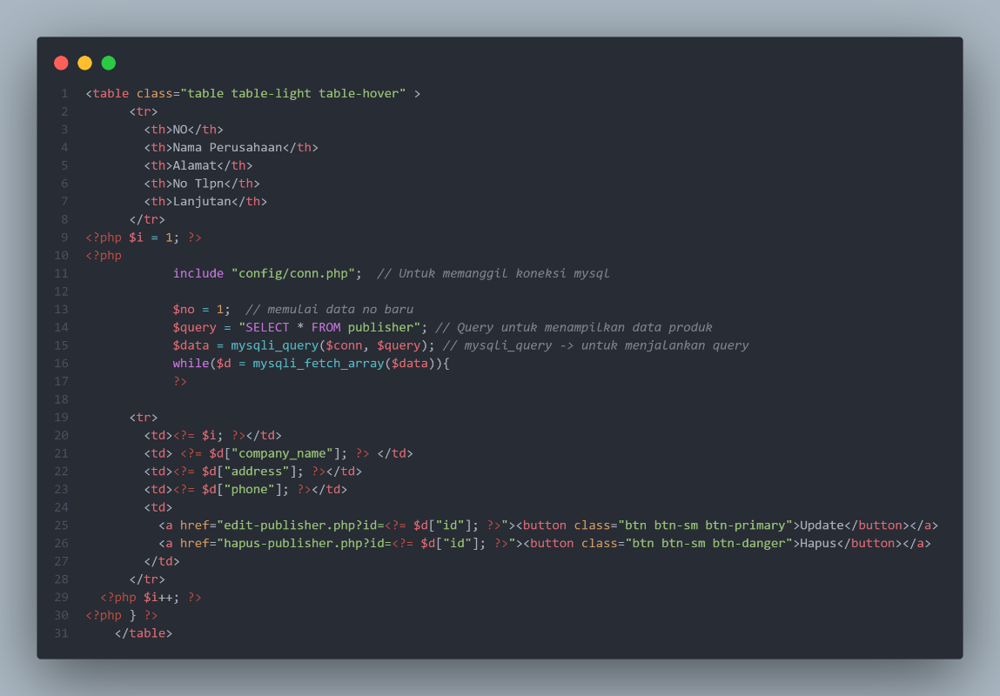 1 <table class="table table-light table-hover" >
2 <tr>
3 <th>NO</th>
4 <th>Nama Perusahaan</th>
5 <th>Alamat</th>
6 <th>No Tlpn</th>
7 <th>Lanjutan</th>
8 </tr>
9 <?php $i = 1; ?>
10 <?php
11 include "config/conn.php";  // Untuk memanggil koneksi mysql
12
13 $no = 1;  // memulai data no baru
14 $query = "SELECT * FROM publisher"; // Query untuk menampilkan data produk
15 $data = mysqli_query($conn, $query); // mysqli_query -> untuk menjalankan query
16 while($d = mysqli_fetch_array($data)){
17 ?>
18
19 <tr>
20 <td><?= $i; ?></td>
21 <td> <?= $d["company_name"]; ?> </td>
22 <td><?= $d["address"]; ?></td>
23 <td><?= $d["phone"]; ?></td>
24 <td>
25 <a href="edit-publisher.php?id=<?= $d["id"]; ?>"><button class="btn btn-sm btn-primary">Update</button></a>
26 <a href="hapus-publisher.php?id=<?= $d["id"]; ?>"><button class="btn btn-sm btn-danger">Hapus</button></a>
27 </td>
28 </tr>
29 <?php $i++; ?>
30 <?php } ?>
31 </table>